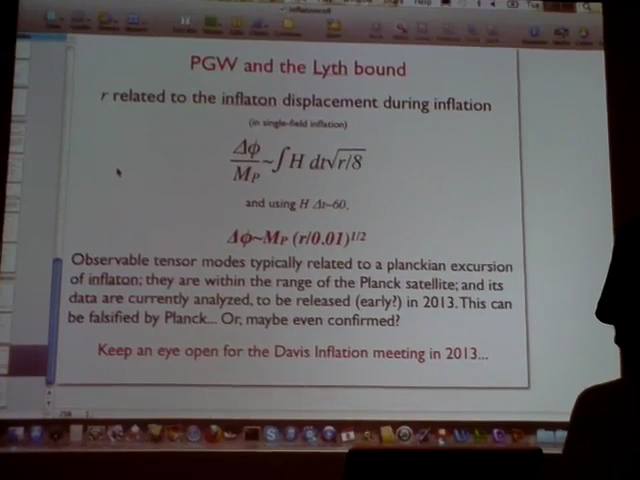 PGW and the Lyth bound
r related to the inflaton displacement during inflation
(in single-field inflation)
Δϕ/M_P ~ ∫ H dt√r/8
and using H Δt~60,
Δϕ~M_P (r/0.01)^1/2
Observable tensor modes typically related to a planckian excursion
of inflaton; they are within the range of the Planck satellite; and its
data are currently analyzed, to be released (early?) in 2013. This can
be falsified by Planck... Or, maybe even confirmed?
Keep an eye open for the Davis Inflation meeting in 2013...